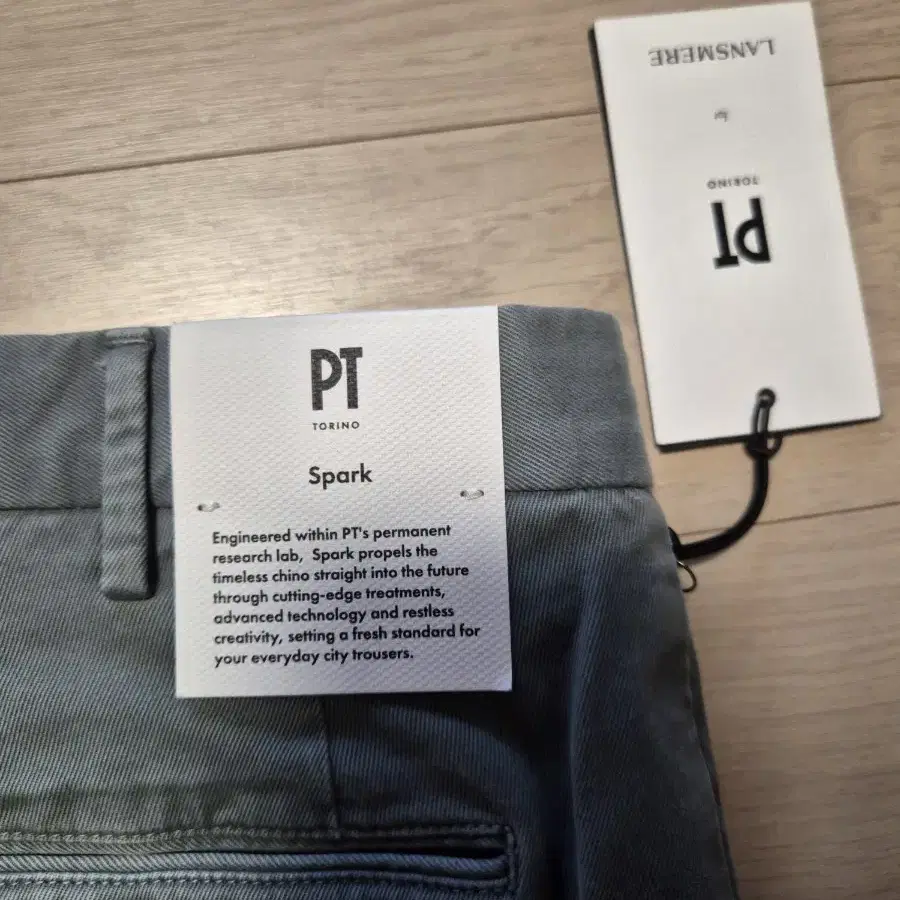 PT
TORINO
Spark
Engineered within PT's permanent
research lab, Spark propels the
timeless chino straight into the future
through cutting-edge treatments,
advanced technology and restless
creativity, setting a fresh standard for
your everyday city trousers.
PT
TORINO
for
LANSMERE